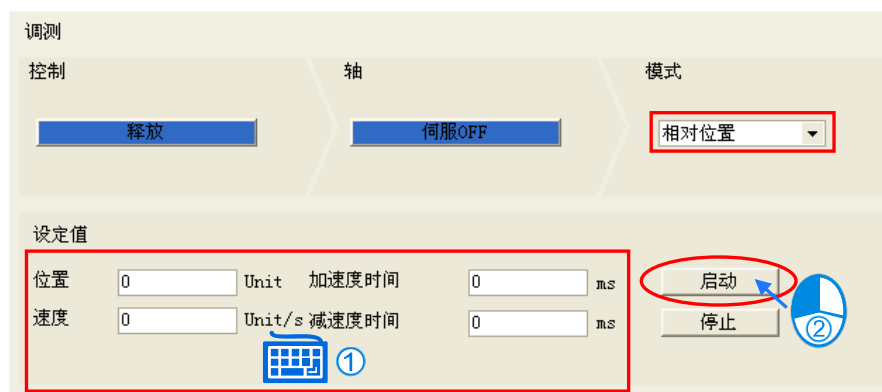 调测
控制 轴 模式
释放 伺服OFF 相对位置
设定值
位置 0 Unit 加速度时间 0 ms 启动
速度 0 Unit/s 减速度时间 0 ms 停止
① ②